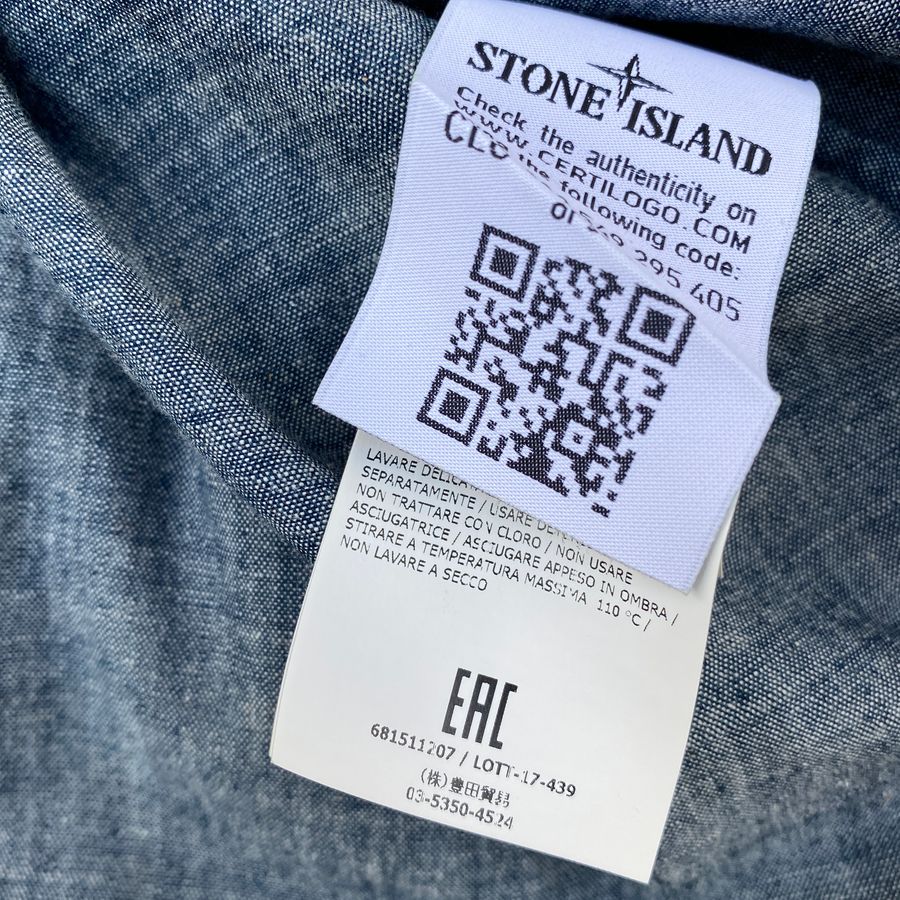 STONE ISLAND
Check the authenticity on
WWW.CERTILOGO.COM
the following code:
295 405
LAVARE
SEPARATAMENTE / USARE
NON TRATTARE CON CLORO / NON USARE
ASCIUGATRICE / ASCIUGARE APPESO IN OMBRA /
STIRARE A TEMPERATURA MASSIMA 110 °C /
NON LAVARE A SECCO
EAC
681511207 / LOTT-17-439
(株)豊田貿易
03-5350-4524